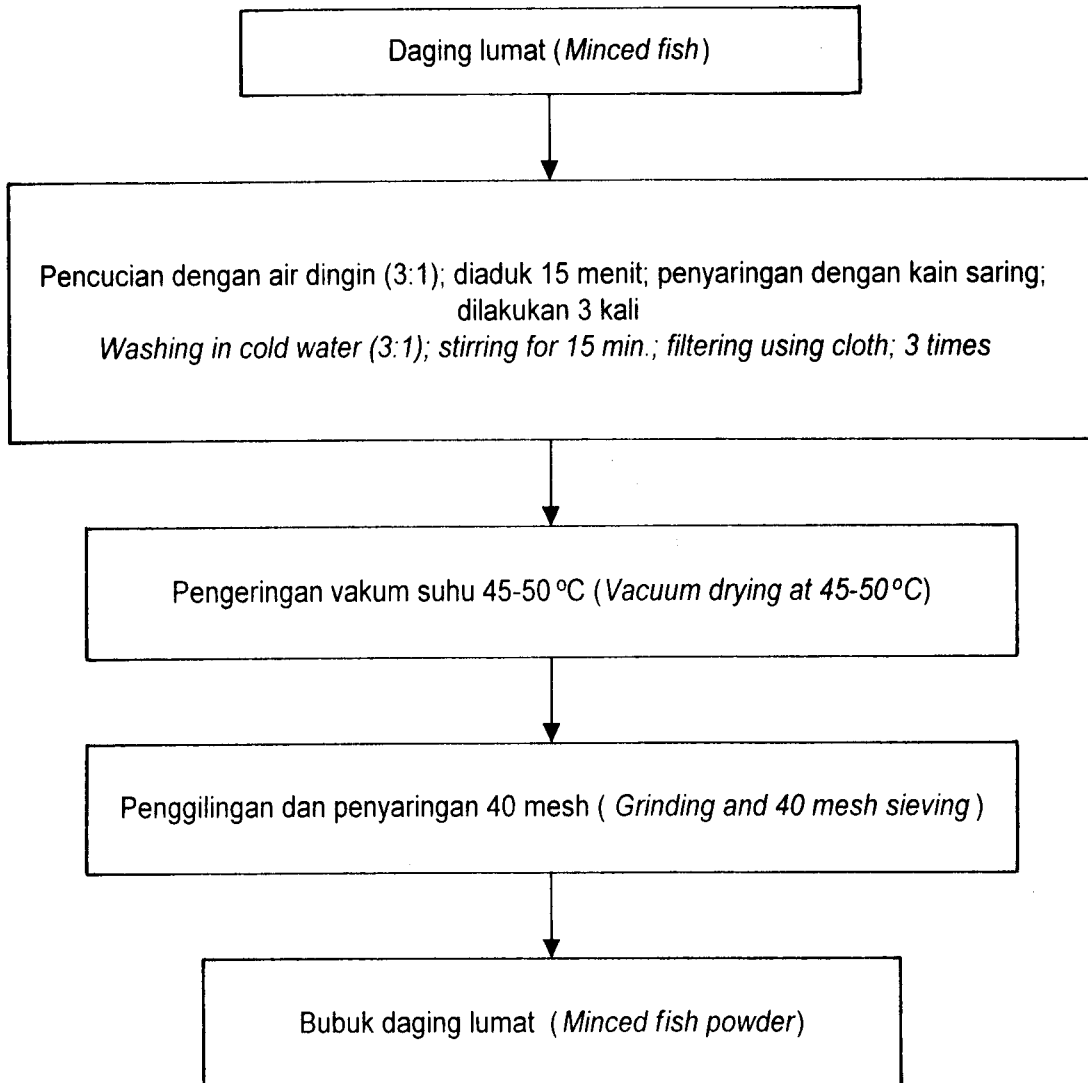 Daging lumat (Minced fish)
Pencucian dengan air dingin (3:1); diaduk 15 menit; penyaringan dengan kain saring;
dilakukan 3 kali
Washing in cold water (3:1); stirring for 15 min.; filtering using cloth; 3 times
Pengeringan vakum suhu 45-50 ºC (Vacuum drying at 45-50ºC)
Penggilingan dan penyaringan 40 mesh ( Grinding and 40 mesh sieving )
Bubuk daging lumat (Minced fish powder)